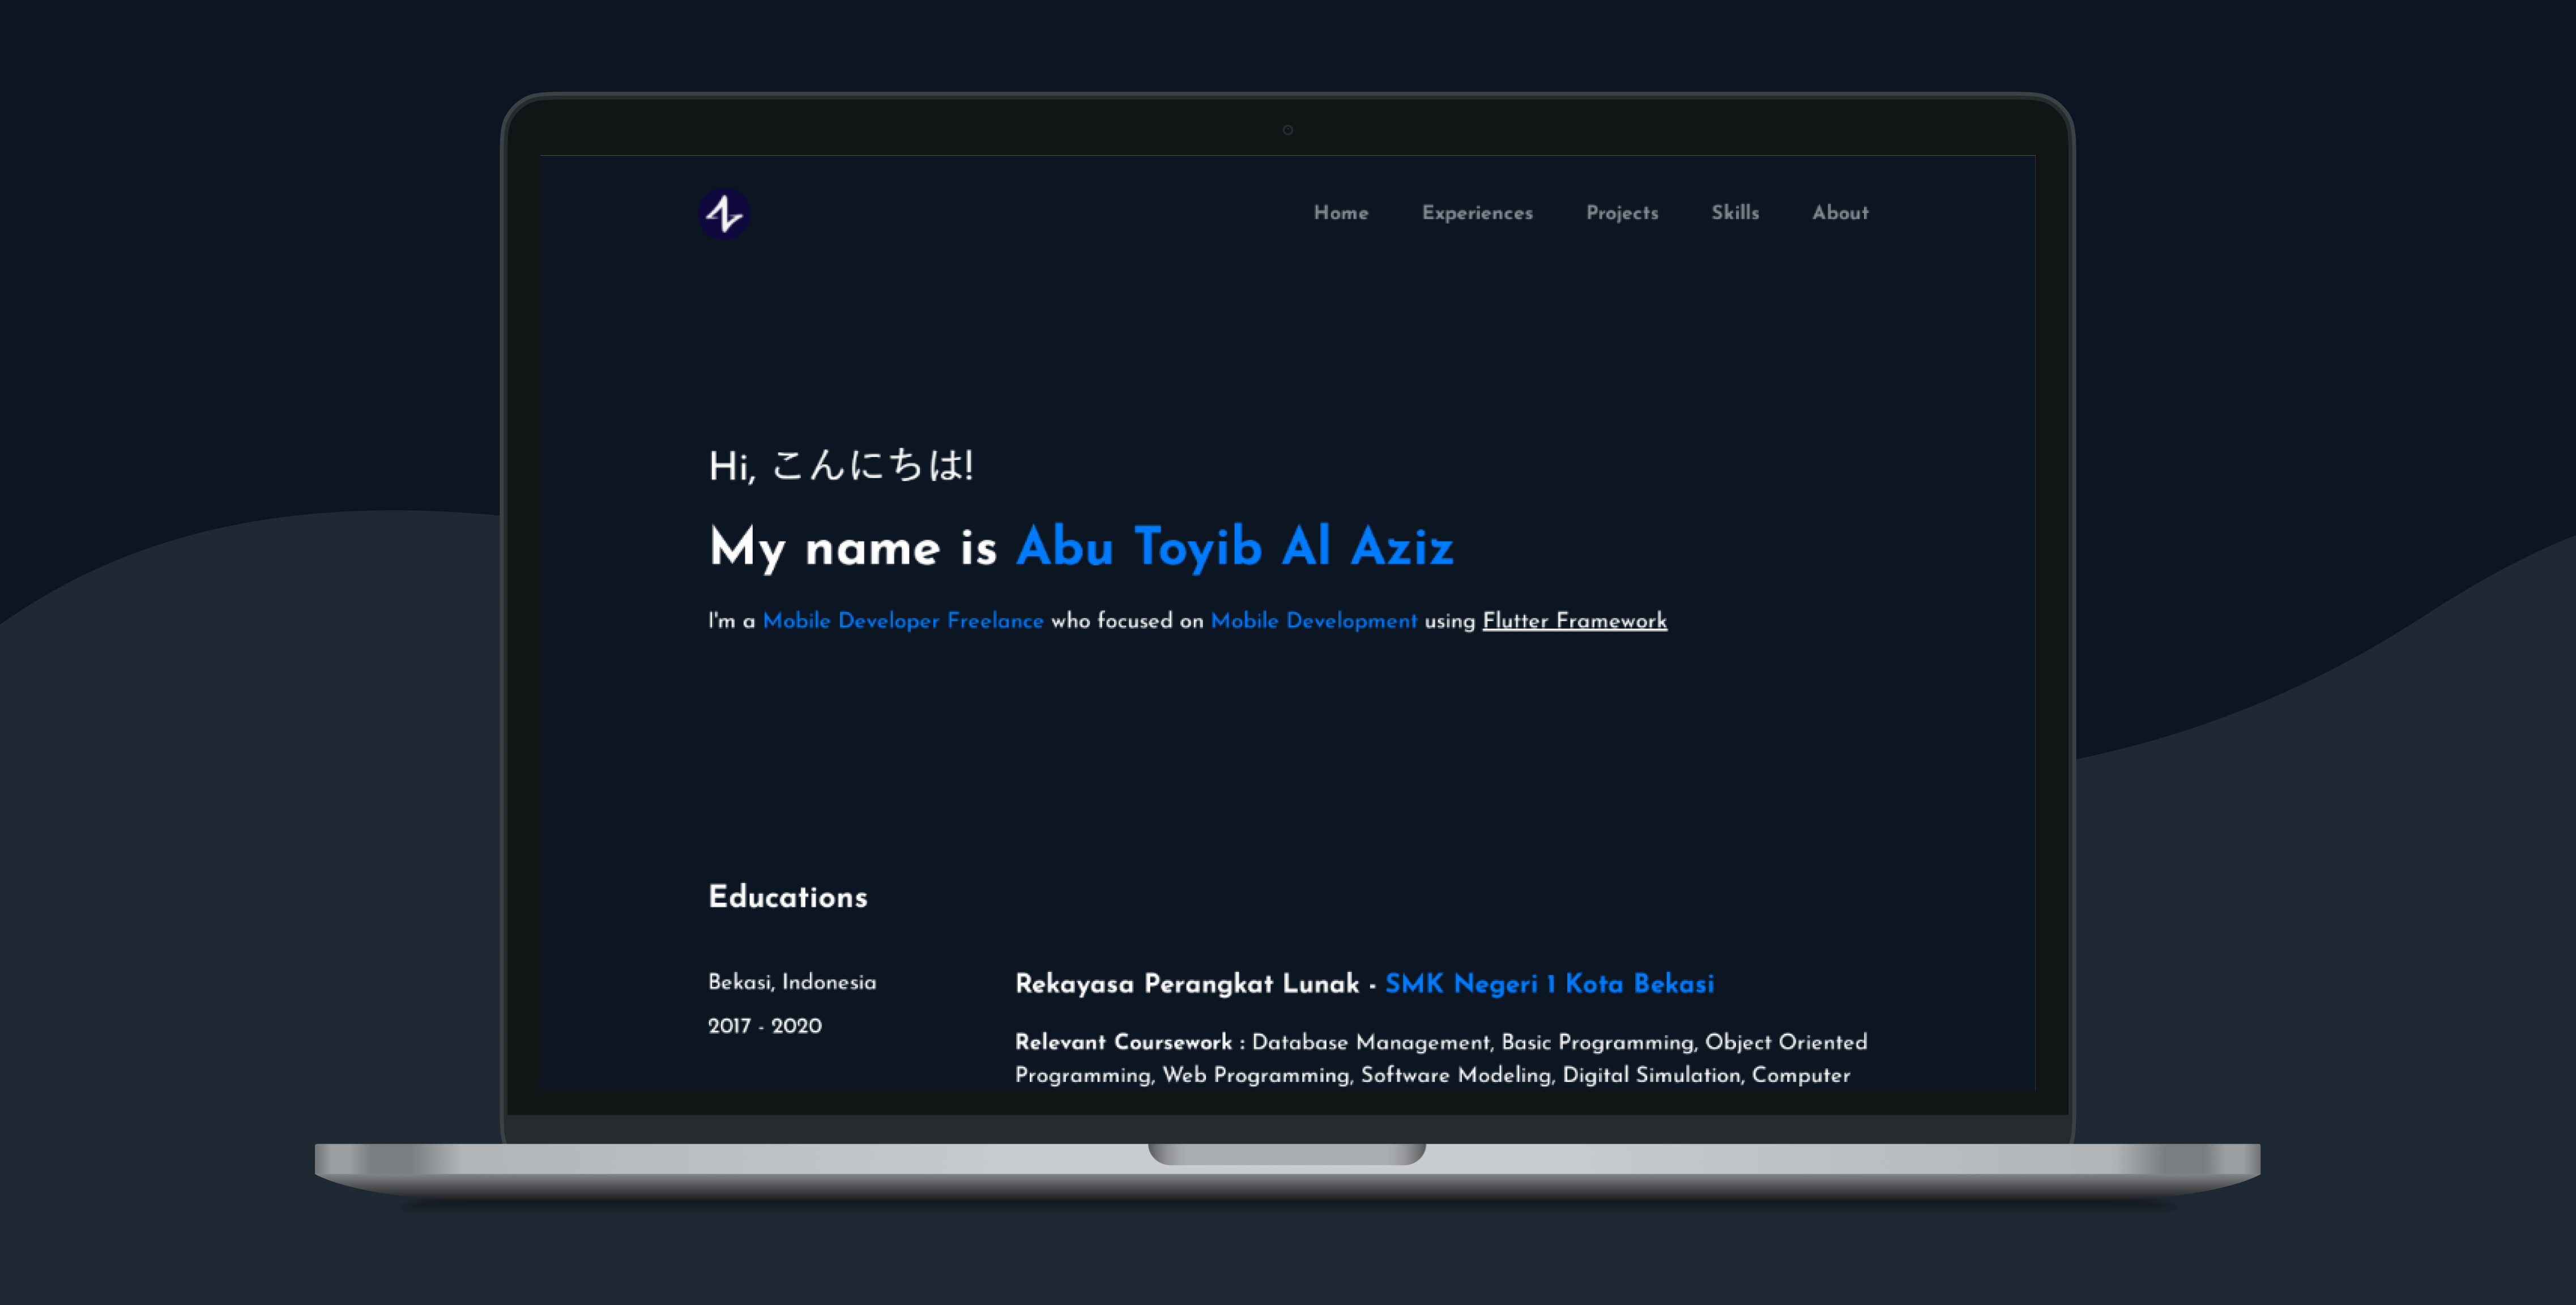 Home Experiences Projects Skills About
Hi, こんにちは!
My name is Abu Toyib Al Aziz
I'm a Mobile Developer Freelance who focused on Mobile Development using Flutter Framework
Educations
Bekasi, Indonesia
2017 - 2020
Rekayasa Perangkat Lunak - SMK Negeri 1 Kota Bekasi
Relevant Coursework : Database Management, Basic Programming, Object Oriented
Programming, Web Programming, Software Modeling, Digital Simulation, Computer